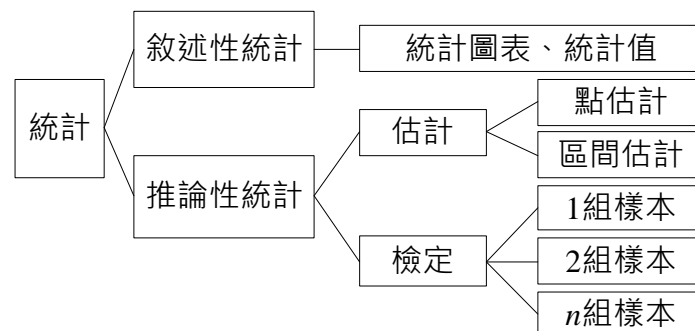 敘述性統計
統計圖表、統計值
統計
推論性統計
估計
點估計
區間估計
檢定
1組樣本
2組樣本
n組樣本